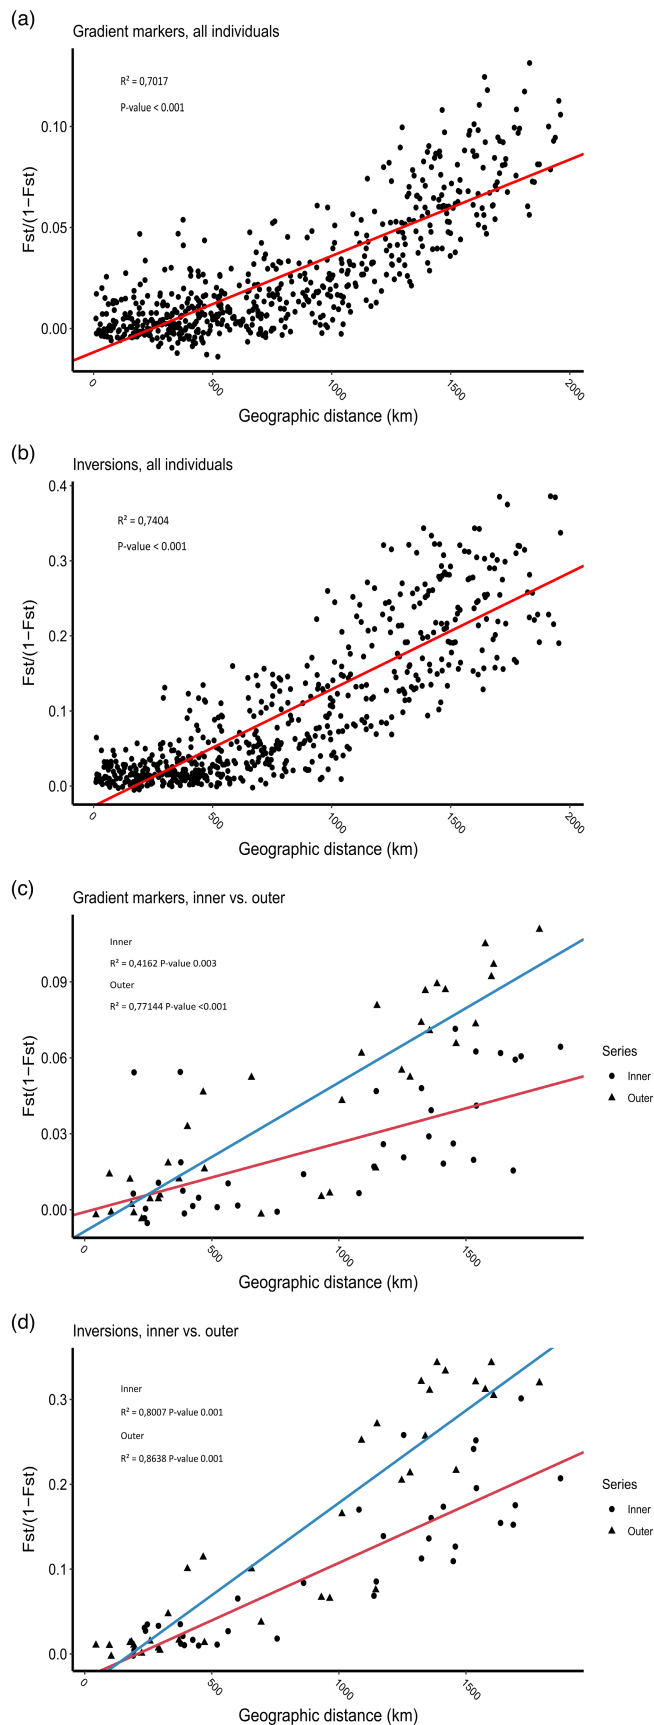 (a)
Gradient markers, all individuals
R² = 0,7017
P-value < 0.001
0.10
0.05
0.00
Fst/(1−Fst)
0
500
1000
1500
2000
Geographic distance (km)
(b)
Inversions, all individuals
R² = 0,7404
P-value < 0.001
0.4
0.3
0.2
0.1
0.0
Fst/(1−Fst)
0
500
1000
1500
2000
Geographic distance (km)
(c)
Gradient markers, inner vs. outer
Inner
R² = 0,4162 P-value 0.003
Outer
R² = 0,77144 P-value <0.001
0.09
0.06
0.03
0.00
Fst(1−Fst)
0
500
1000
1500
Geographic distance (km)
Series
Inner
Outer
(d)
Inversions, inner vs. outer
Inner
R² = 0,8007 P-value 0.001
Outer
R² = 0,8638 P-value 0.001
0.3
0.2
0.1
0.0
Fst/(1−Fst)
0
500
1000
1500
Geographic distance (km)
Series
Inner
Outer